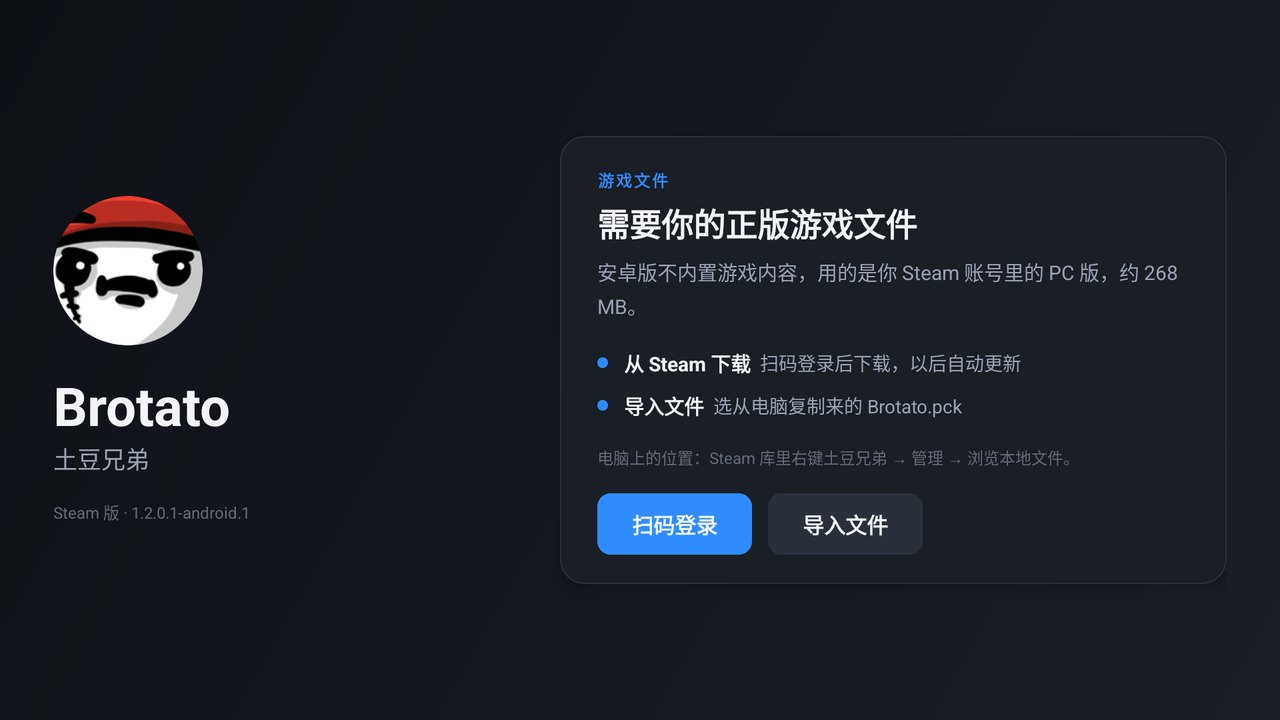 Brotato
土豆兄弟
Steam 版 · 1.2.0.1-android.1
游戏文件
需要你的正版游戏文件
安卓版不内置游戏内容，用的是你 Steam 账号里的 PC 版，约 268
MB。
从 Steam 下载 扫码登录后下载，以后自动更新
导入文件 选从电脑复制来的 Brotato.pck
电脑上的位置：Steam 库里右键土豆兄弟 → 管理 → 浏览本地文件。
扫码登录
导入文件